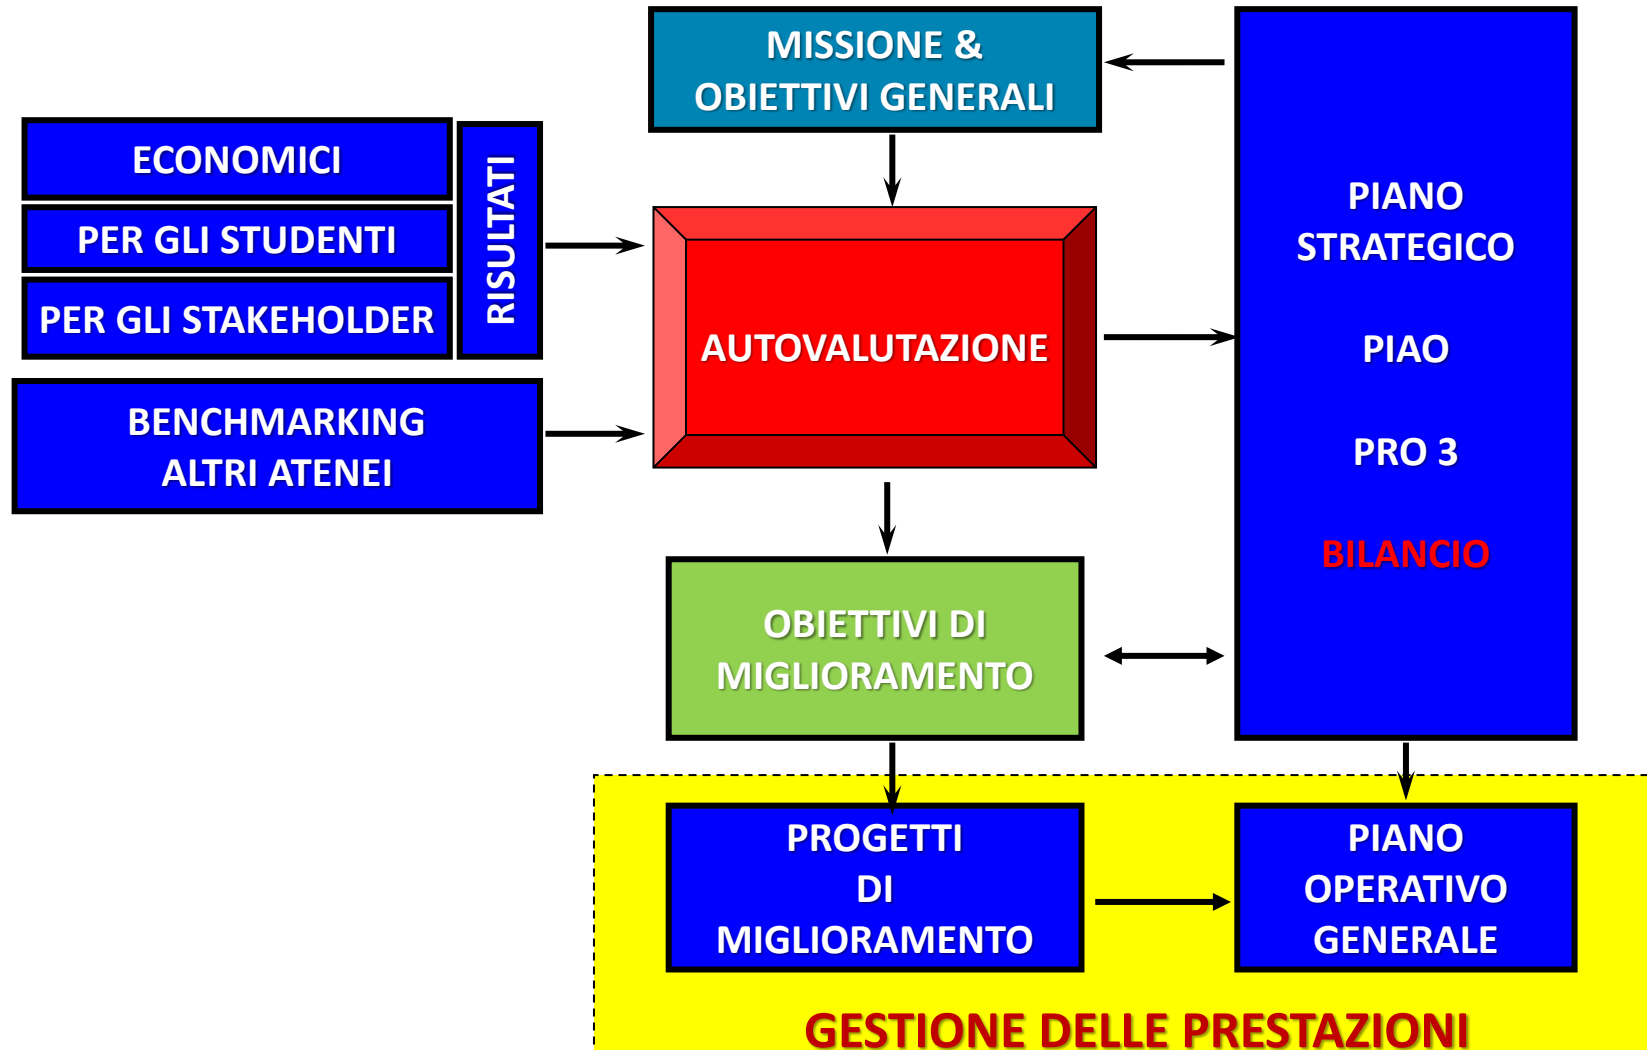 MISSIONE &
OBIETTIVI GENERALI
ECONOMICI
PER GLI STUDENTI
PER GLI STAKEHOLDER
RISULTATI
BENCHMARKING
ALTRI ATENEI
AUTOVALUTAZIONE
PIANO
STRATEGICO
PIAO
PRO 3
BILANCIO
OBIETTIVI DI
MIGLIORAMENTO
PROGETTI
DI
MIGLIORAMENTO
PIANO
OPERATIVO
GENERALE
GESTIONE DELLE PRESTAZIONI